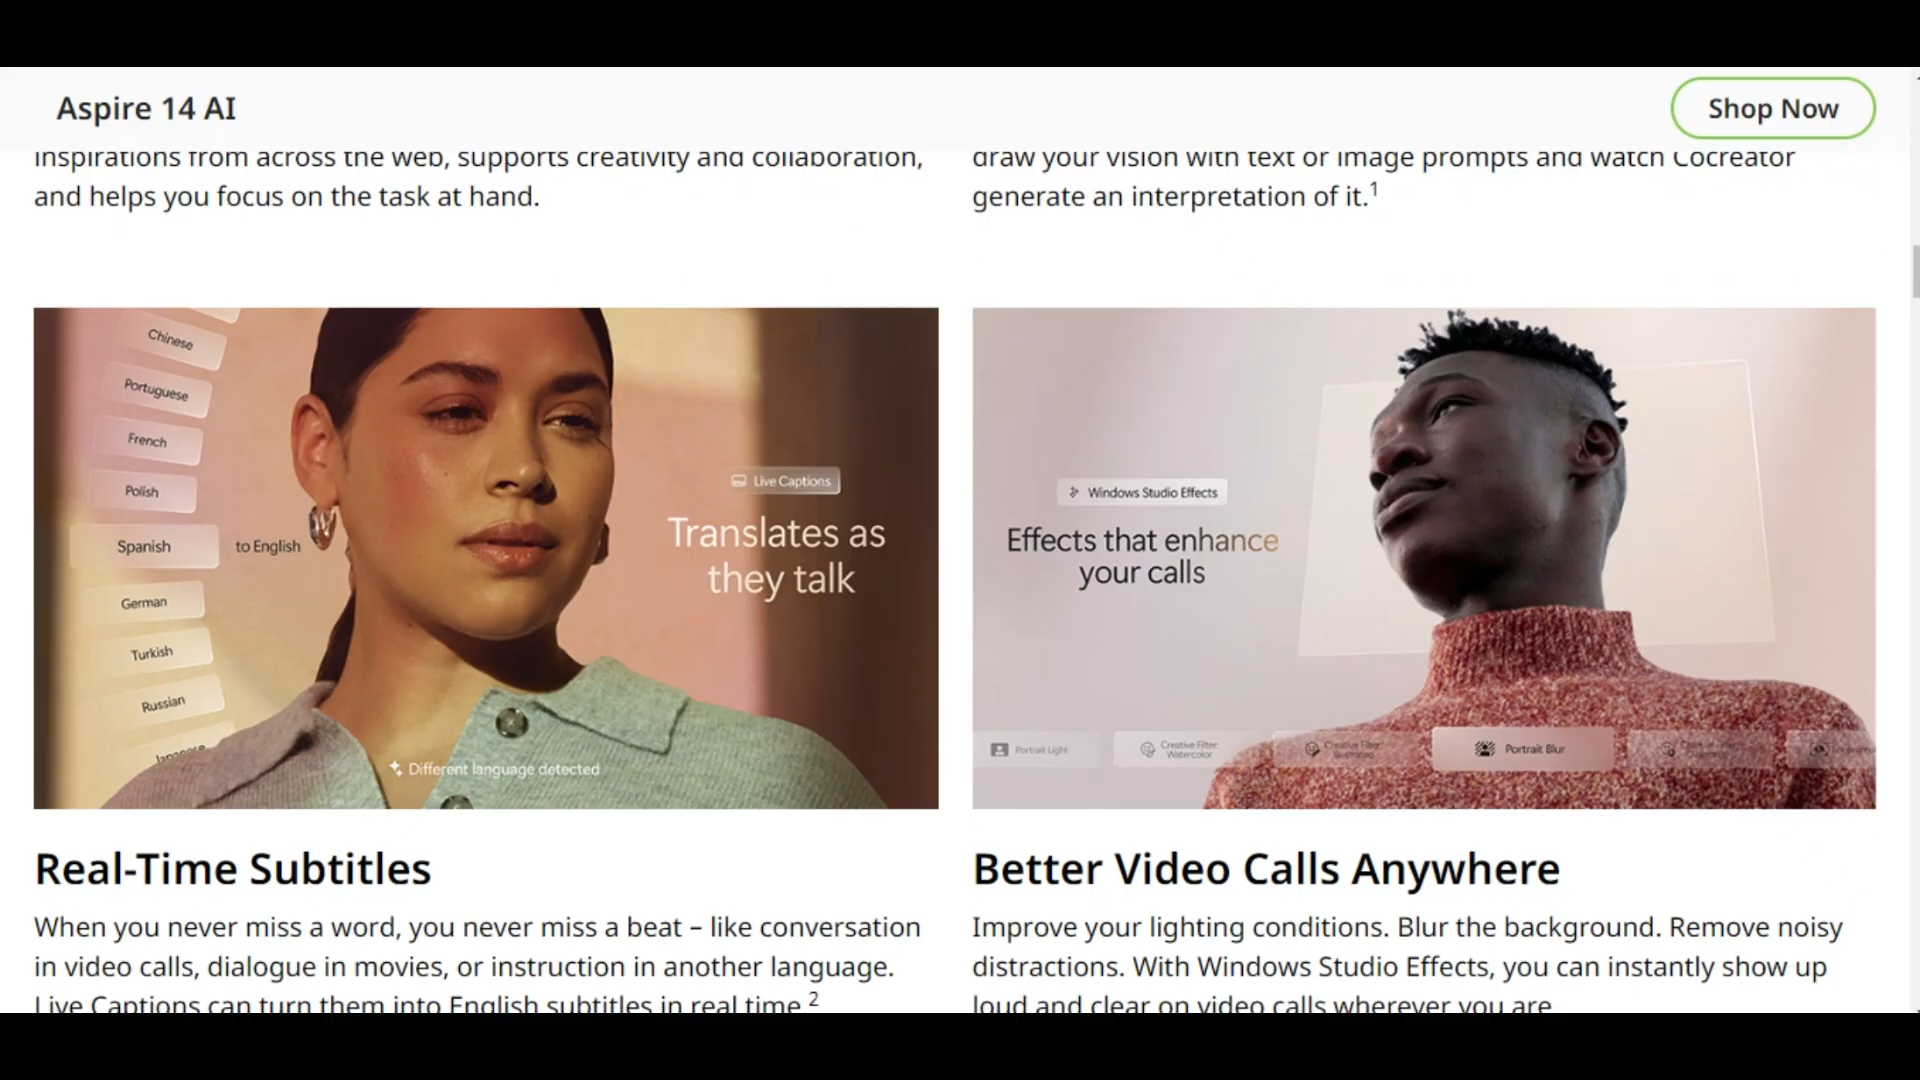 Aspire 14 AI
Shop Now
inspirations from across the web, supports creativity and collaboration,
and helps you focus on the task at hand.
draw your vision with text or image prompts and watch Cocreator
generate an interpretation of it.1
Chinese
Portuguese
French
Polish
Spanish
to English
German
Turkish
Russian
Japanese
Live Captions
Translates as
they talk
Different language detected
Windows Studio Effects
Effects that enhance
your calls
Portrait Light
Creative Filter:
Watercolor
Creative Filter:
Illustrated
Portrait Blur
Real-Time Subtitles
When you never miss a word, you never miss a beat – like conversation
in video calls, dialogue in movies, or instruction in another language.
Live Captions can turn them into English subtitles in real time.2
Better Video Calls Anywhere
Improve your lighting conditions. Blur the background. Remove noisy
distractions. With Windows Studio Effects, you can instantly show up
loud and clear on video calls wherever you are.